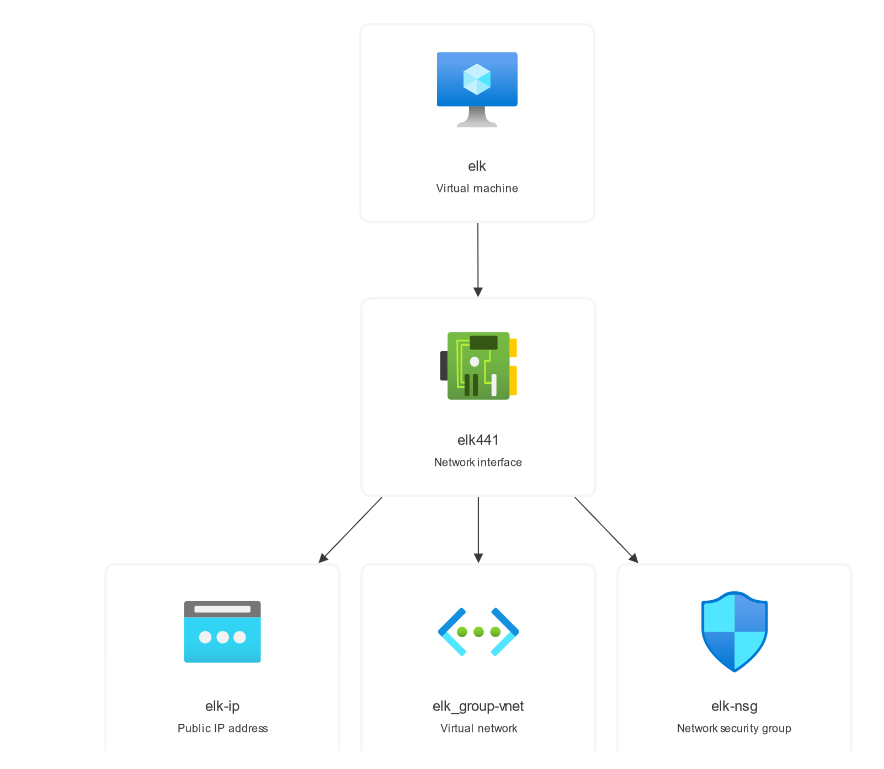 elk
Virtual machine
elk441
Network interface
elk-ip
Public IP address
elk_group-vnet
Virtual network
elk-nsg
Network security group